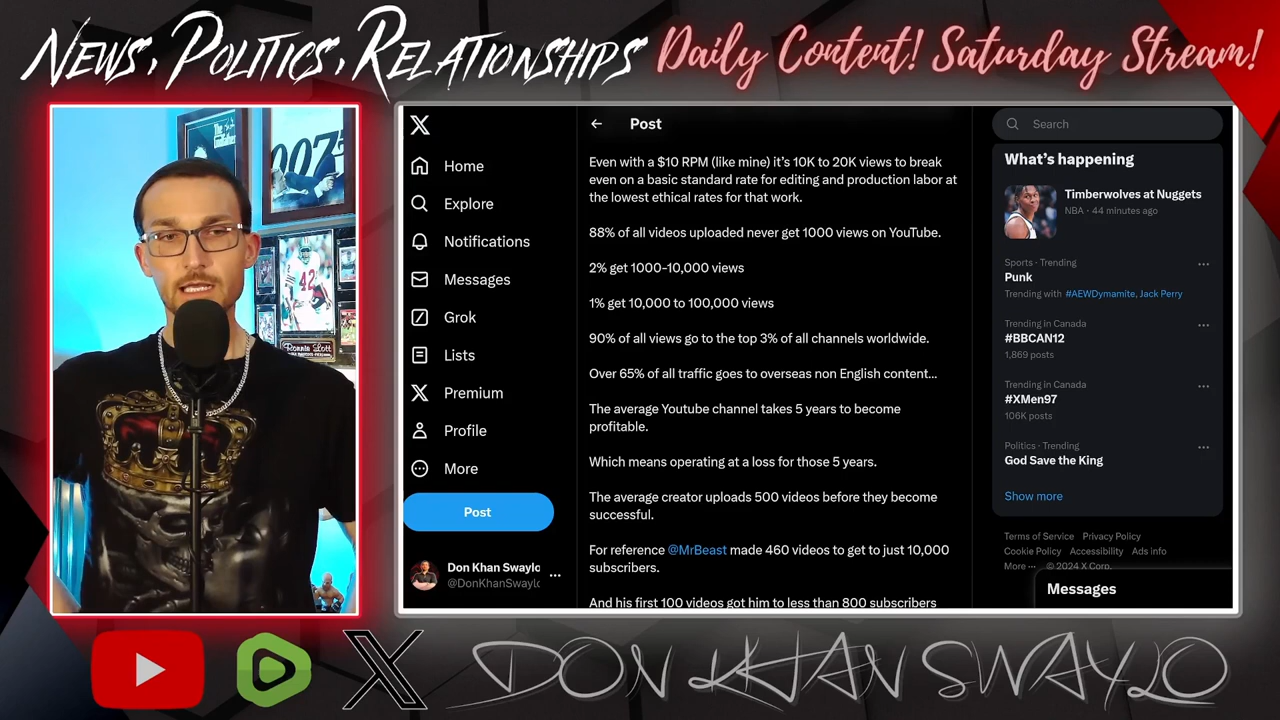 News, Politics, Relationships
Daily Content! Saturday Stream!
The
Godfather
007
42
Ronnie Lott
X
Home
Explore
Notifications
Messages
Grok
Lists
Premium
Profile
More
Post
Don Khan Swaylo
@DonKhanSwaylo
Post
Even with a $10 RPM (like mine) it’s 10K to 20K views to break
even on a basic standard rate for editing and production labor at
the lowest ethical rates for that work.
88% of all videos uploaded never get 1000 views on YouTube.
2% get 1000-10,000 views
1% get 10,000 to 100,000 views
90% of all views go to the top 3% of all channels worldwide.
Over 65% of all traffic goes to overseas non English content...
The average Youtube channel takes 5 years to become
profitable.
Which means operating at a loss for those 5 years.
The average creator uploads 500 videos before they become
successful.
For reference @MrBeast made 460 videos to get to just 10,000
subscribers.
And his first 100 videos got him to less than 800 subscribers
Search
What’s happening
Timberwolves at Nuggets
NBA · 44 minutes ago
Sports · Trending
Punk
Trending with #AEWDynamite, Jack Perry
Trending in Canada
#BBCAN12
1,869 posts
Trending in Canada
#XMen97
106K posts
Politics · Trending
God Save the King
Show more
Terms of Service Privacy Policy
Cookie Policy Accessibility Ads info
More ··· © 2024 X Corp.
Messages
X
DON KHAN SWAYLO